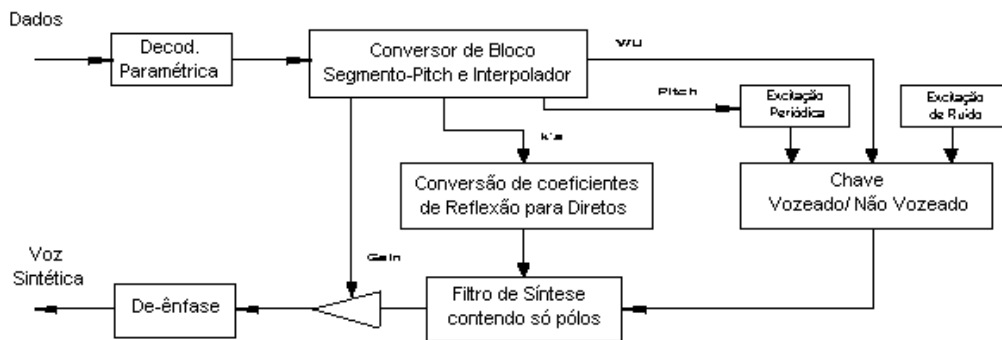 Dados
Decod.
Paramétrica
Conversor de Bloco
Segmento-Pitch e Interpolador
V/U
Pitch
Excitação
Periódica
Excitação
de Ruído
k's
Conversão de coeficientes
de Reflexão para Diretos
Chave
Vozeado/ Não Vozeado
Voz
Sintética
Gain
De-ênfase
Filtro de Síntese
contendo só pólos